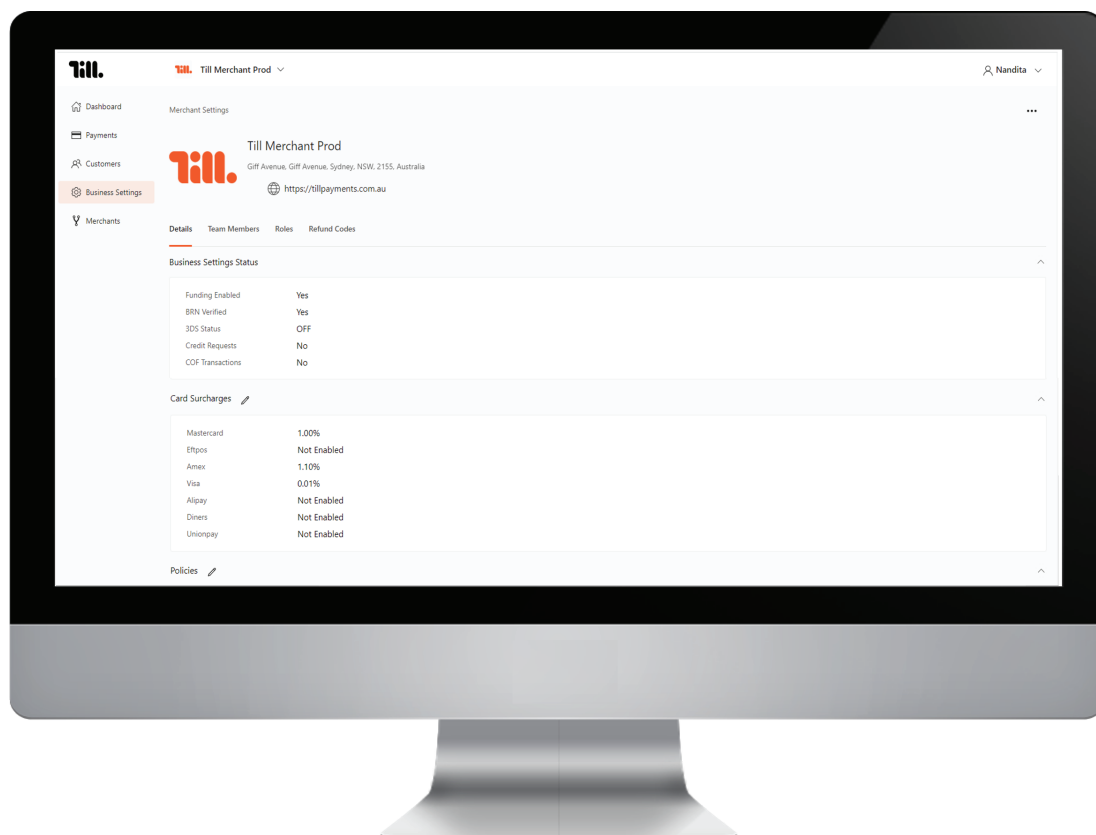 Till.
Till. Till Merchant Prod
Nandita
Dashboard
Payments
Customers
Business Settings
Merchants
Merchant Settings
Till.
Till Merchant Prod
Giff Avenue, Giff Avenue, Sydney, NSW, 2155, Australia
https://tillpayments.com.au
Details Team Members Roles Refund Codes
Business Settings Status
Funding Enabled Yes
BRN Verified Yes
3DS Status OFF
Credit Requests No
COF Transactions No
Card Surcharges
Mastercard 1.00%
Eftpos Not Enabled
Amex 1.10%
Visa 0.01%
Alipay Not Enabled
Diners Not Enabled
Unionpay Not Enabled
Policies